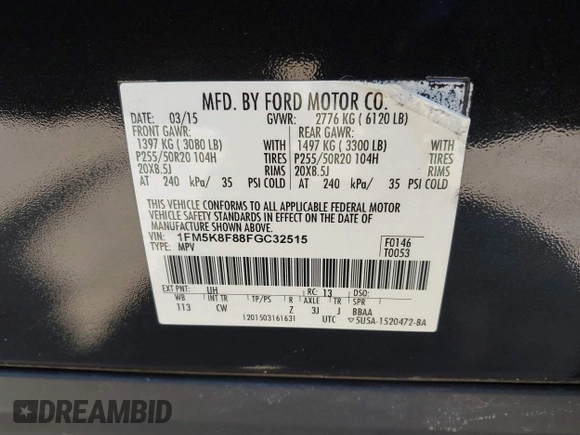 MFD. BY FORD MOTOR CO.
DATE: 03/15 GVWR: 2776 KG ( 6120 LB)
FRONT GAWR: REAR GAWR:
1397 KG ( 3080 LB) WITH 1497 KG ( 3300 LB) WITH
P255/50R20 104H TIRES P255/50R20 104H TIRES
20X8.5J RIMS 20X8.5J RIMS
AT 240 kPa/ 35 PSI COLD AT 240 kPa/ 35 PSI COLD
THIS VEHICLE CONFORMS TO ALL APPLICABLE FEDERAL MOTOR
VEHICLE SAFETY STANDARDS IN EFFECT ON THE DATE OF
MANUFACTURE SHOWN ABOVE.
VIN: 1FM5K8F88FGC32515 F0146
TYPE: MPV T0053
EXT PNT: UH RC: 13 DSO:
WB INT TR TP/PS R AXLE TR SPR
113 CW Z 3J J BBAA
1201503161631 UTC 5U5A-1520472-BA
DREAMBID